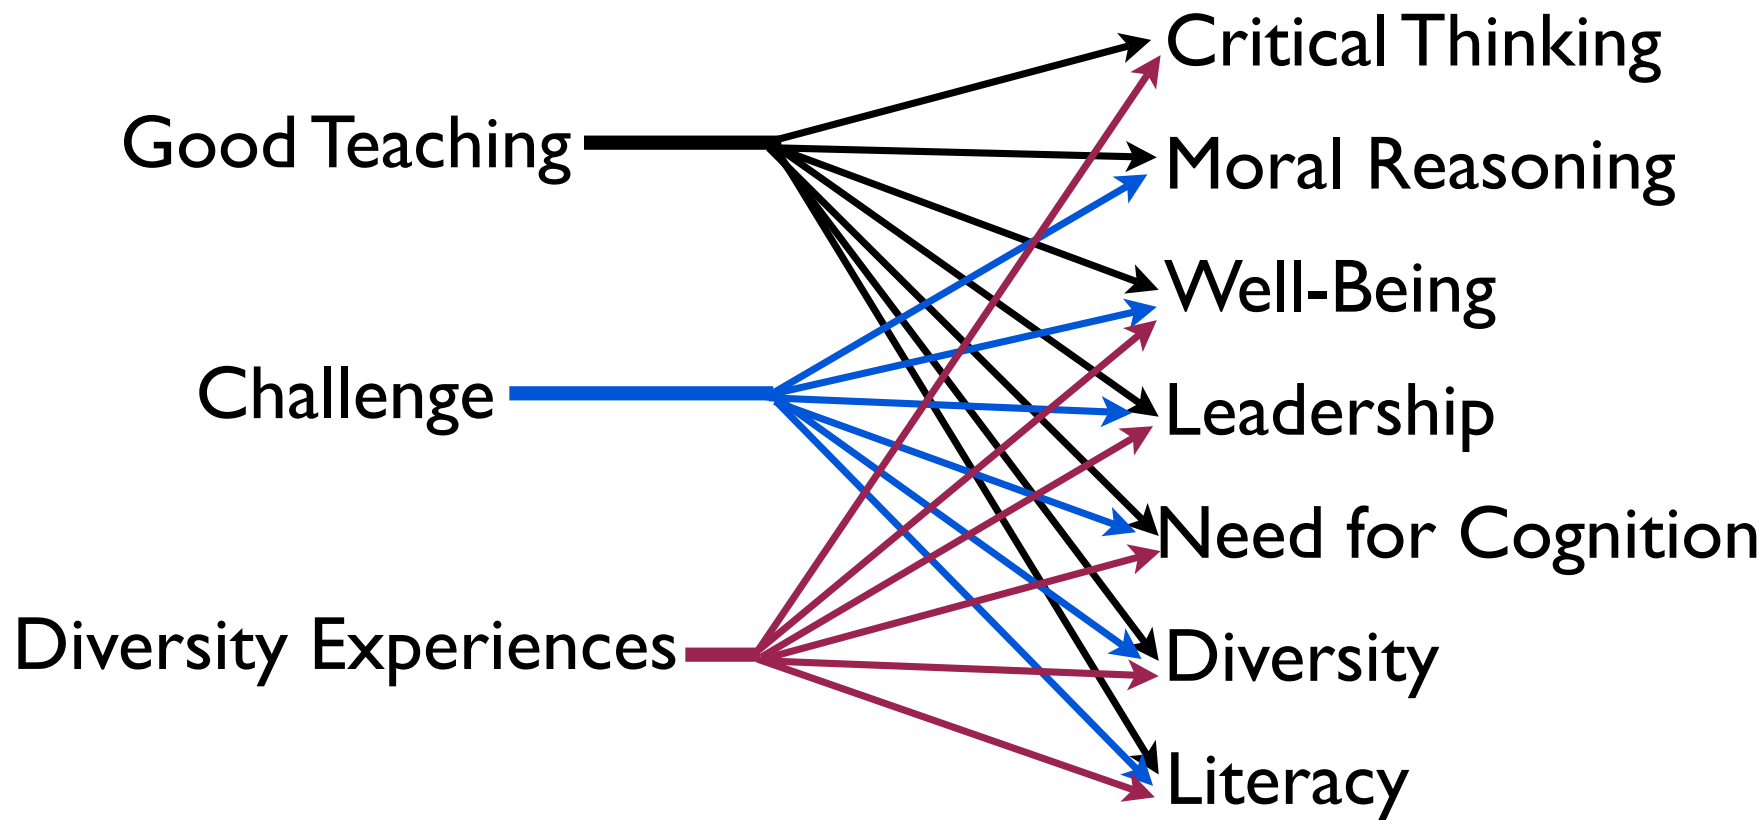 Good Teaching
Challenge
Diversity Experiences
Critical Thinking
Moral Reasoning
Well-Being
Leadership
Need for Cognition
Diversity
Literacy